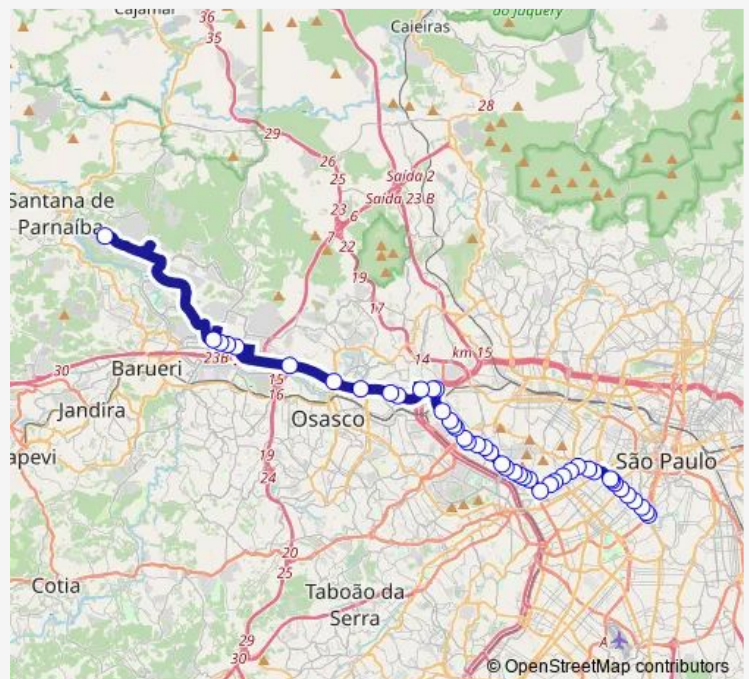 Cajamar
do Juquery
36
35
Caieiras
28
29
26
25
Saída 2
Saída 23 B
23
6
7
22
Santana de
Parnaíba
19
17
14
km 15
30
23B
Barueri
15
16
Jandira
Osasco
apevi
19
24
São Paulo
20
25
Cotia
Taboão da
Serra
29
30
A
© OpenStreetMap contributors